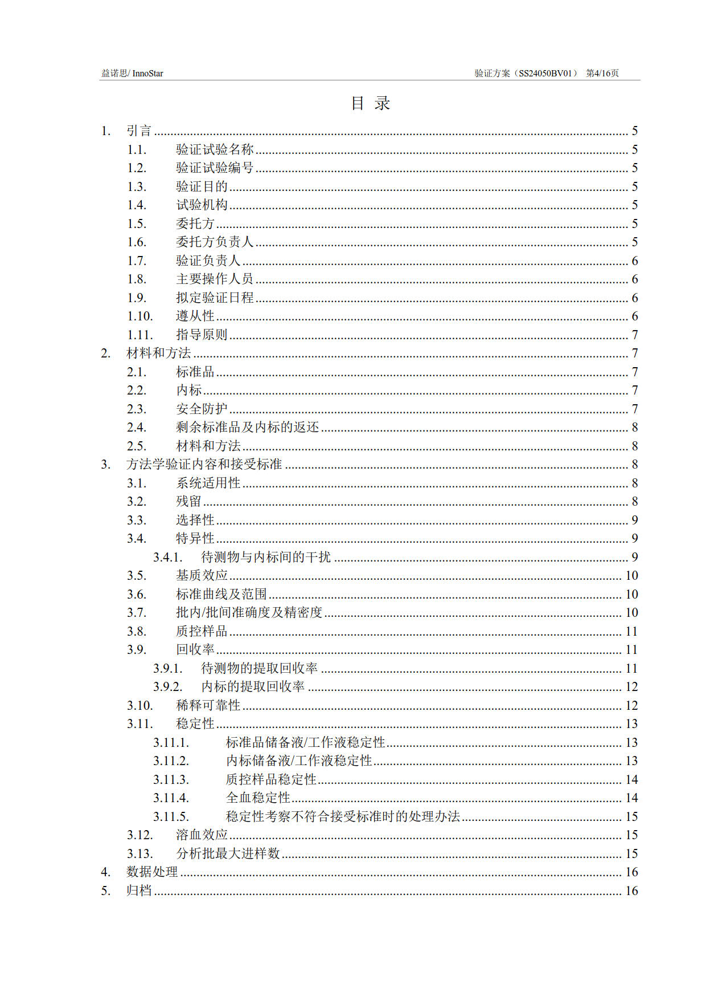 益诺思/ InnoStar 验证方案（SS24050BV01） 第4/16页
目 录
1. 引言 5
1.1. 验证试验名称 5
1.2. 验证试验编号 5
1.3. 验证目的 5
1.4. 试验机构 5
1.5. 委托方 5
1.6. 委托方负责人 5
1.7. 验证负责人 6
1.8. 主要操作人员 6
1.9. 拟定验证日程 6
1.10. 遵从性 6
1.11. 指导原则 7
2. 材料和方法 7
2.1. 标准品 7
2.2. 内标 7
2.3. 安全防护 7
2.4. 剩余标准品及内标的返还 8
2.5. 材料和方法 8
3. 方法学验证内容和接受标准 8
3.1. 系统适用性 8
3.2. 残留 8
3.3. 选择性 9
3.4. 特异性 9
3.4.1. 待测物与内标间的干扰 9
3.5. 基质效应 10
3.6. 标准曲线及范围 10
3.7. 批内/批间准确度及精密度 10
3.8. 质控样品 11
3.9. 回收率 11
3.9.1. 待测物的提取回收率 11
3.9.2. 内标的提取回收率 12
3.10. 稀释可靠性 12
3.11. 稳定性 13
3.11.1. 标准品储备液/工作液稳定性 13
3.11.2. 内标储备液/工作液稳定性 13
3.11.3. 质控样品稳定性 14
3.11.4. 全血稳定性 14
3.11.5. 稳定性考察不符合接受标准时的处理办法 15
3.12. 溶血效应 15
3.13. 分析批最大进样数 15
4. 数据处理 16
5. 归档 16